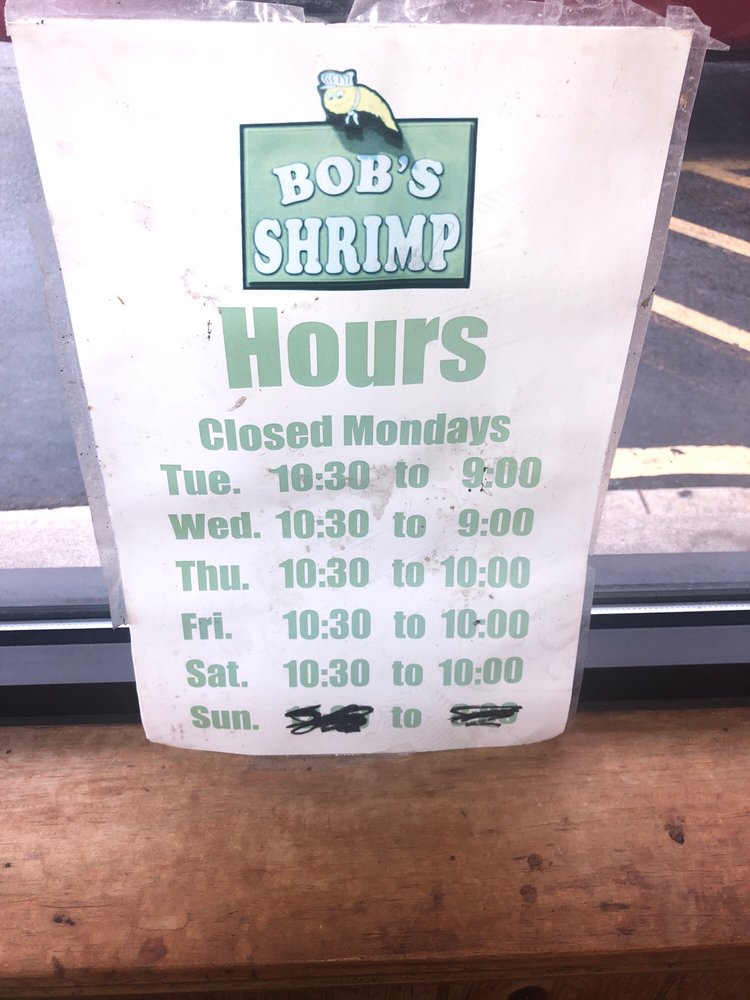 BOB'S
SHRIMP
Hours
Closed Mondays
Tue. 10:30 to 9:00
Wed. 10:30 to 9:00
Thu. 10:30 to 10:00
Fri. 10:30 to 10:00
Sat. 10:30 to 10:00
Sun. to